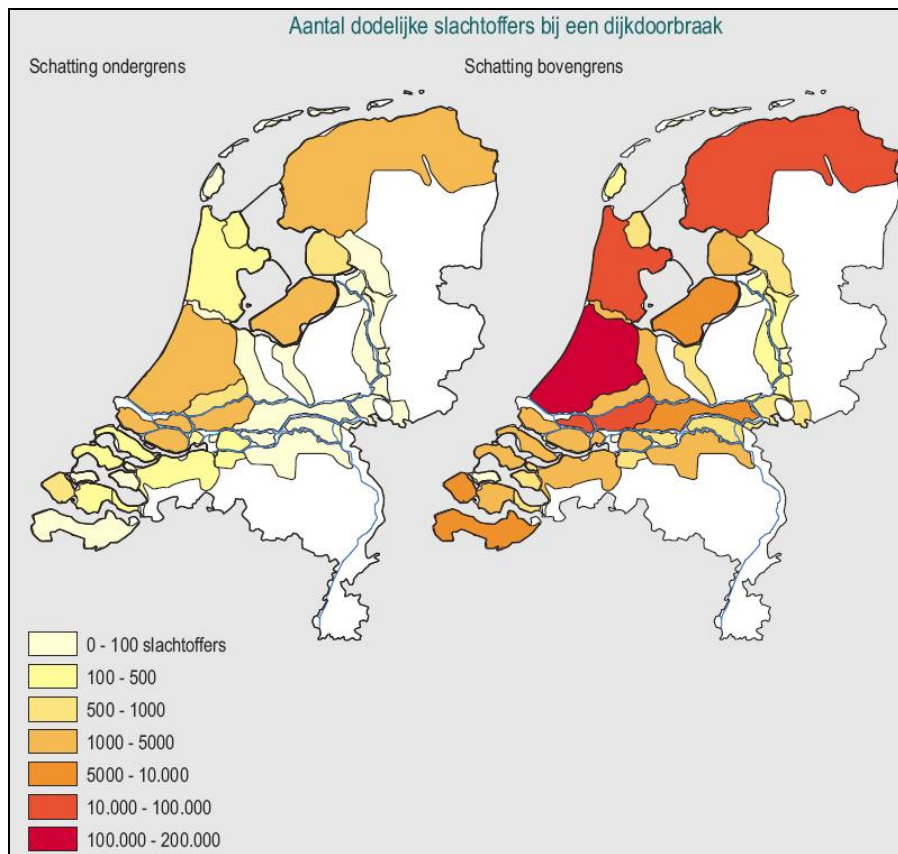 Aantal dodelijke slachtoffers bij een dijkdoorbraak
Schatting ondergrens
Schatting bovengrens
0 - 100 slachtoffers
100 - 500
500 - 1000
1000 - 5000
5000 - 10.000
10.000 - 100.000
100.000 - 200.000